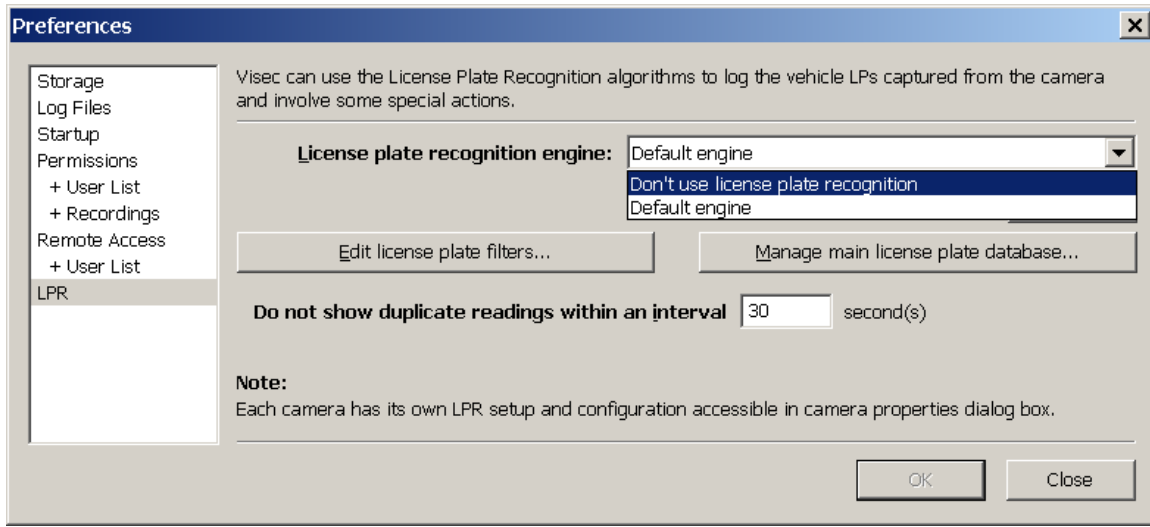 Preferences
Storage
Log Files
Startup
Permissions
+ User List
+ Recordings
Remote Access
+ User List
LPR
Visec can use the License Plate Recognition algorithms to log the vehicle LPs captured from the camera
and involve some special actions.
License plate recognition engine:
Default engine
Don't use license plate recognition
Default engine
Edit license plate filters...
Manage main license plate database...
Do not show duplicate readings within an interval 30 second(s)
Note:
Each camera has its own LPR setup and configuration accessible in camera properties dialog box.
OK
Close